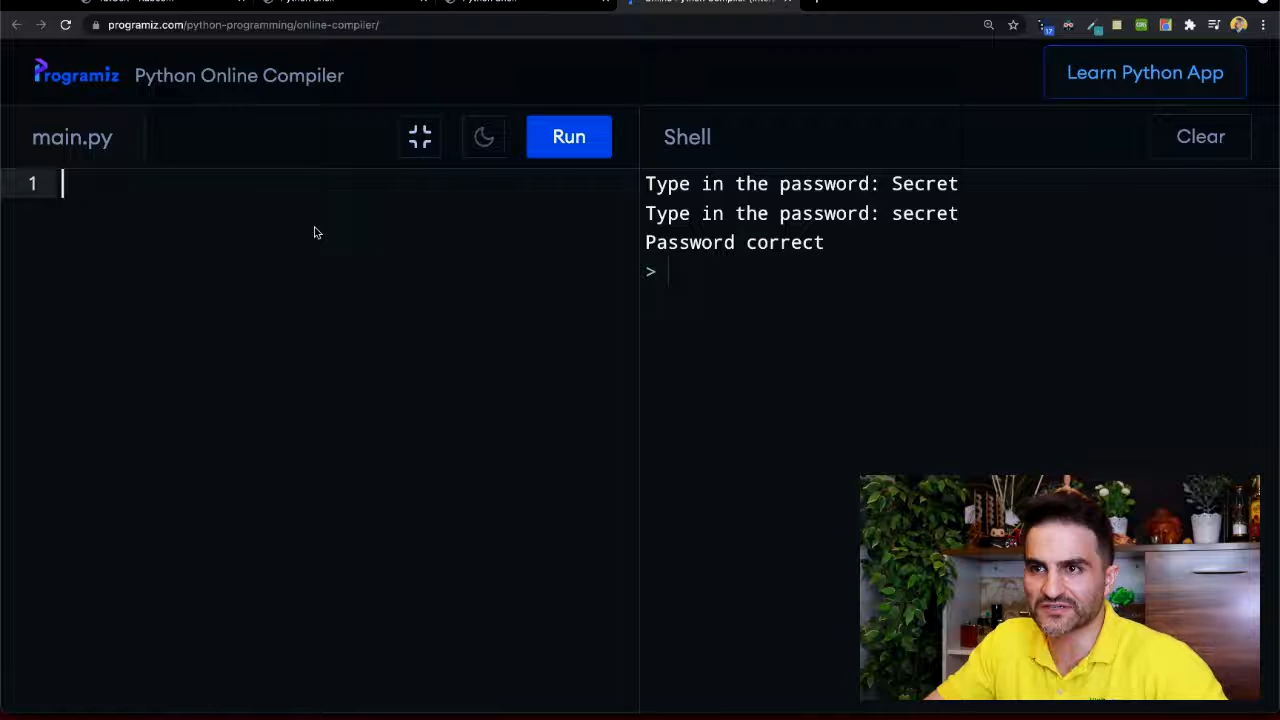 programiz.com/python-programming/online-compiler/
Programiz
Python Online Compiler
Learn Python App
main.py
Run
Shell
Clear
1
Type in the password: Secret
Type in the password: secret
Password correct
>
17